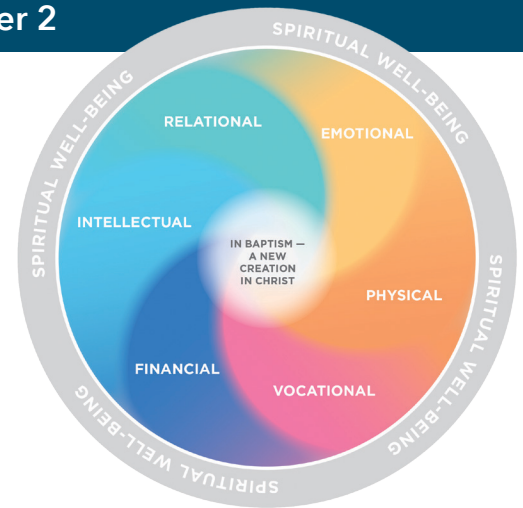 er 2
SPIRITUAL WELL-BEING
SPIRITUAL WELL-BEING
RELATIONAL
EMOTIONAL
INTELLECTUAL
IN BAPTISM —
A NEW
CREATION
IN CHRIST
PHYSICAL
FINANCIAL
VOCATIONAL
SPIRITUAL WELL-BEING
SPIRITUAL WELL-BEING